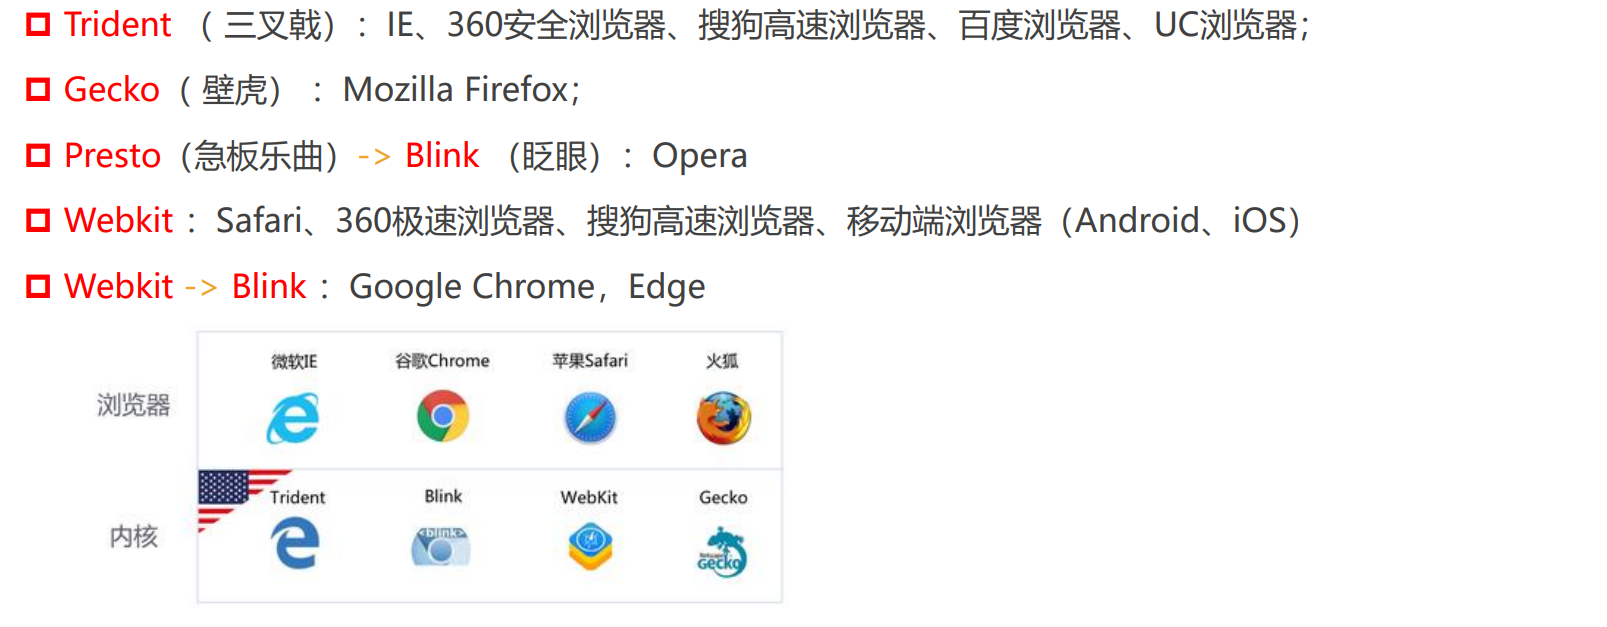 Trident （ 三叉戟）：IE、360安全浏览器、搜狗高速浏览器、百度浏览器、UC浏览器；
Gecko（ 壁虎） ：Mozilla Firefox；
Presto（急板乐曲）-> Blink （眨眼）：Opera
Webkit ：Safari、360极速浏览器、搜狗高速浏览器、移动端浏览器（Android、iOS）
Webkit -> Blink ：Google Chrome，Edge
微软IE 谷歌Chrome 苹果Safari 火狐
浏览器
Trident Blink WebKit Gecko
内核
<blink>
Netscape
GECKO